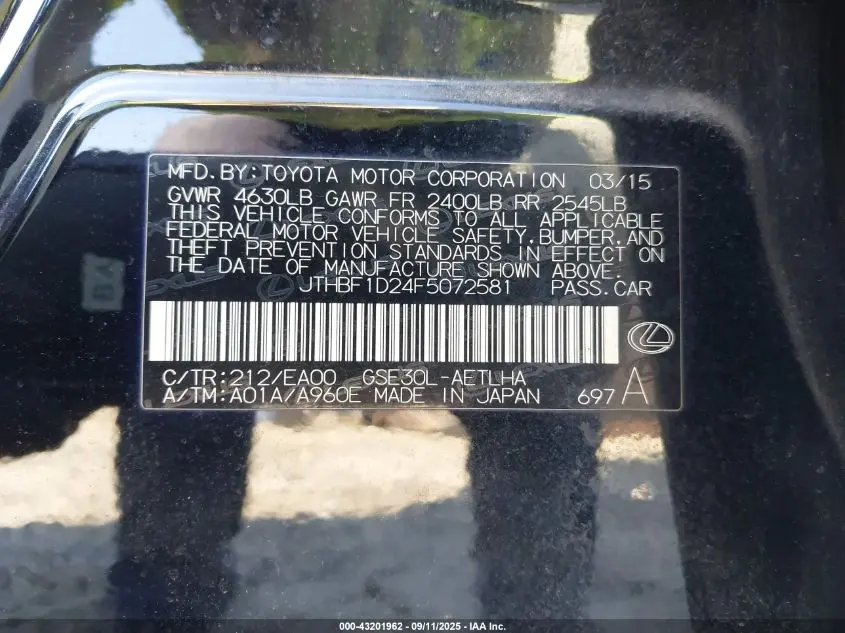 MFD.BY:TOYOTA MOTOR CORPORATION 03/15
GVWR 4630LB GAWR FR 2400LB RR 2545LB
THIS VEHICLE CONFORMS TO ALL APPLICABLE
FEDERAL MOTOR VEHICLE SAFETY,BUMPER,AND
THEFT PREVENTION STANDARDS IN EFFECT ON
THE DATE OF MANUFACTURE SHOWN ABOVE.
JTHBF1D24F5072581 PASS.CAR
C/TR:212/EA00 GSE30L-AETLHA
A/TM:A01A/A960E MADE IN JAPAN 697 A
000-43201962 - 09/11/2025 - IAA Inc.